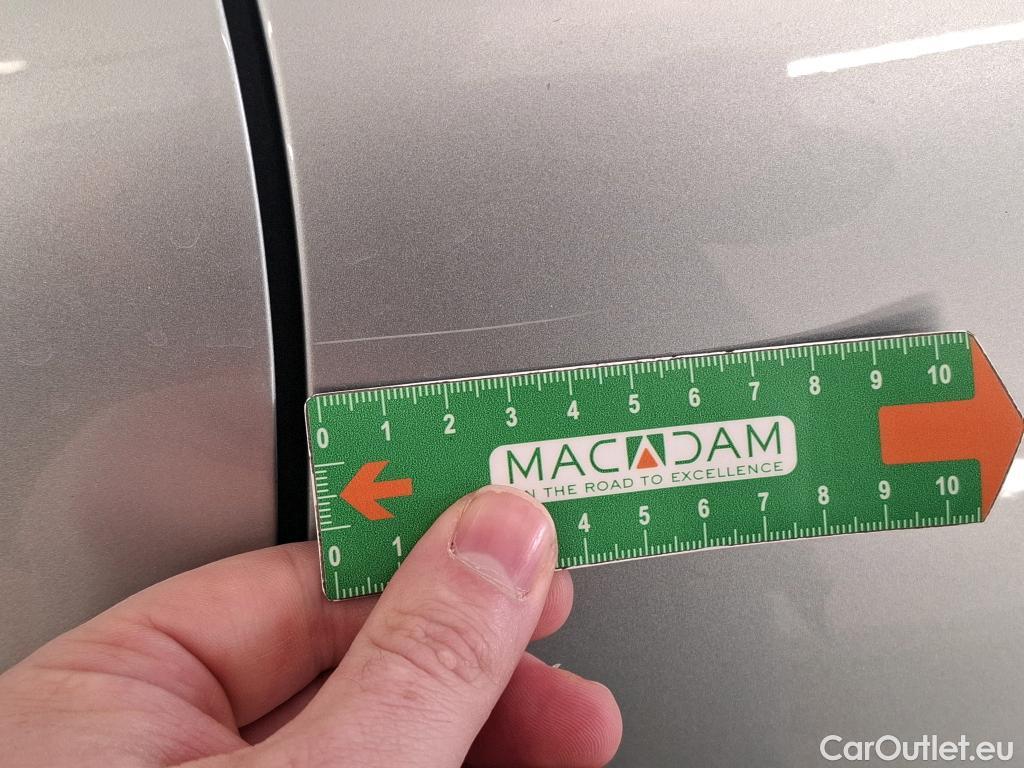 0 1 2 3 4 5 6 7 8 9 10
MACADAM
N THE ROAD TO EXCELLENCE
0 1 4 5 6 7 8 9 10
CarOutlet.eu